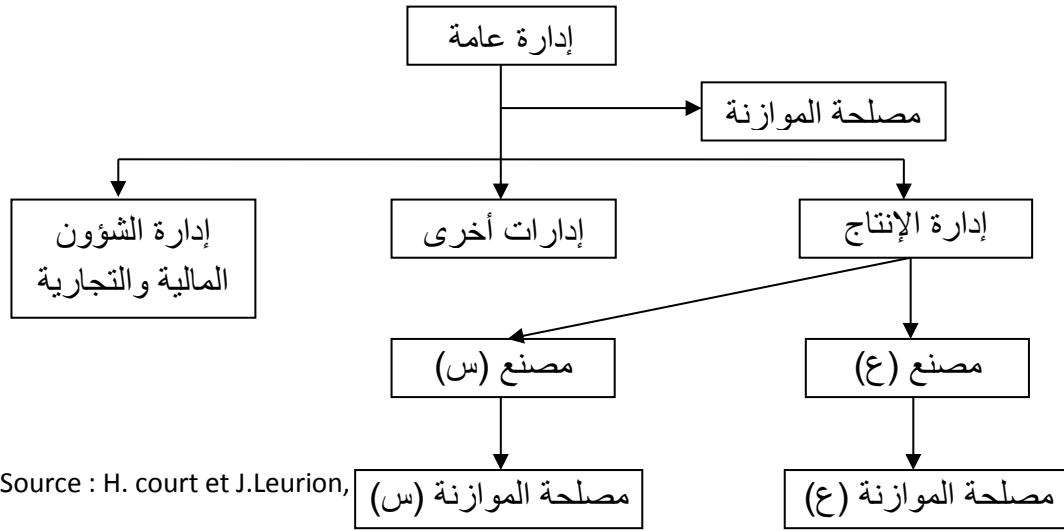 إدارة عامة
مصلحة الموازنة
إدارة الإنتاج
إدارات أخرى
إدارة الشؤون
المالية والتجارية
مصنع (ع)
مصنع (س)
مصلحة الموازنة (ع)
مصلحة الموازنة (س)
Source : H. court et J.Leurion,